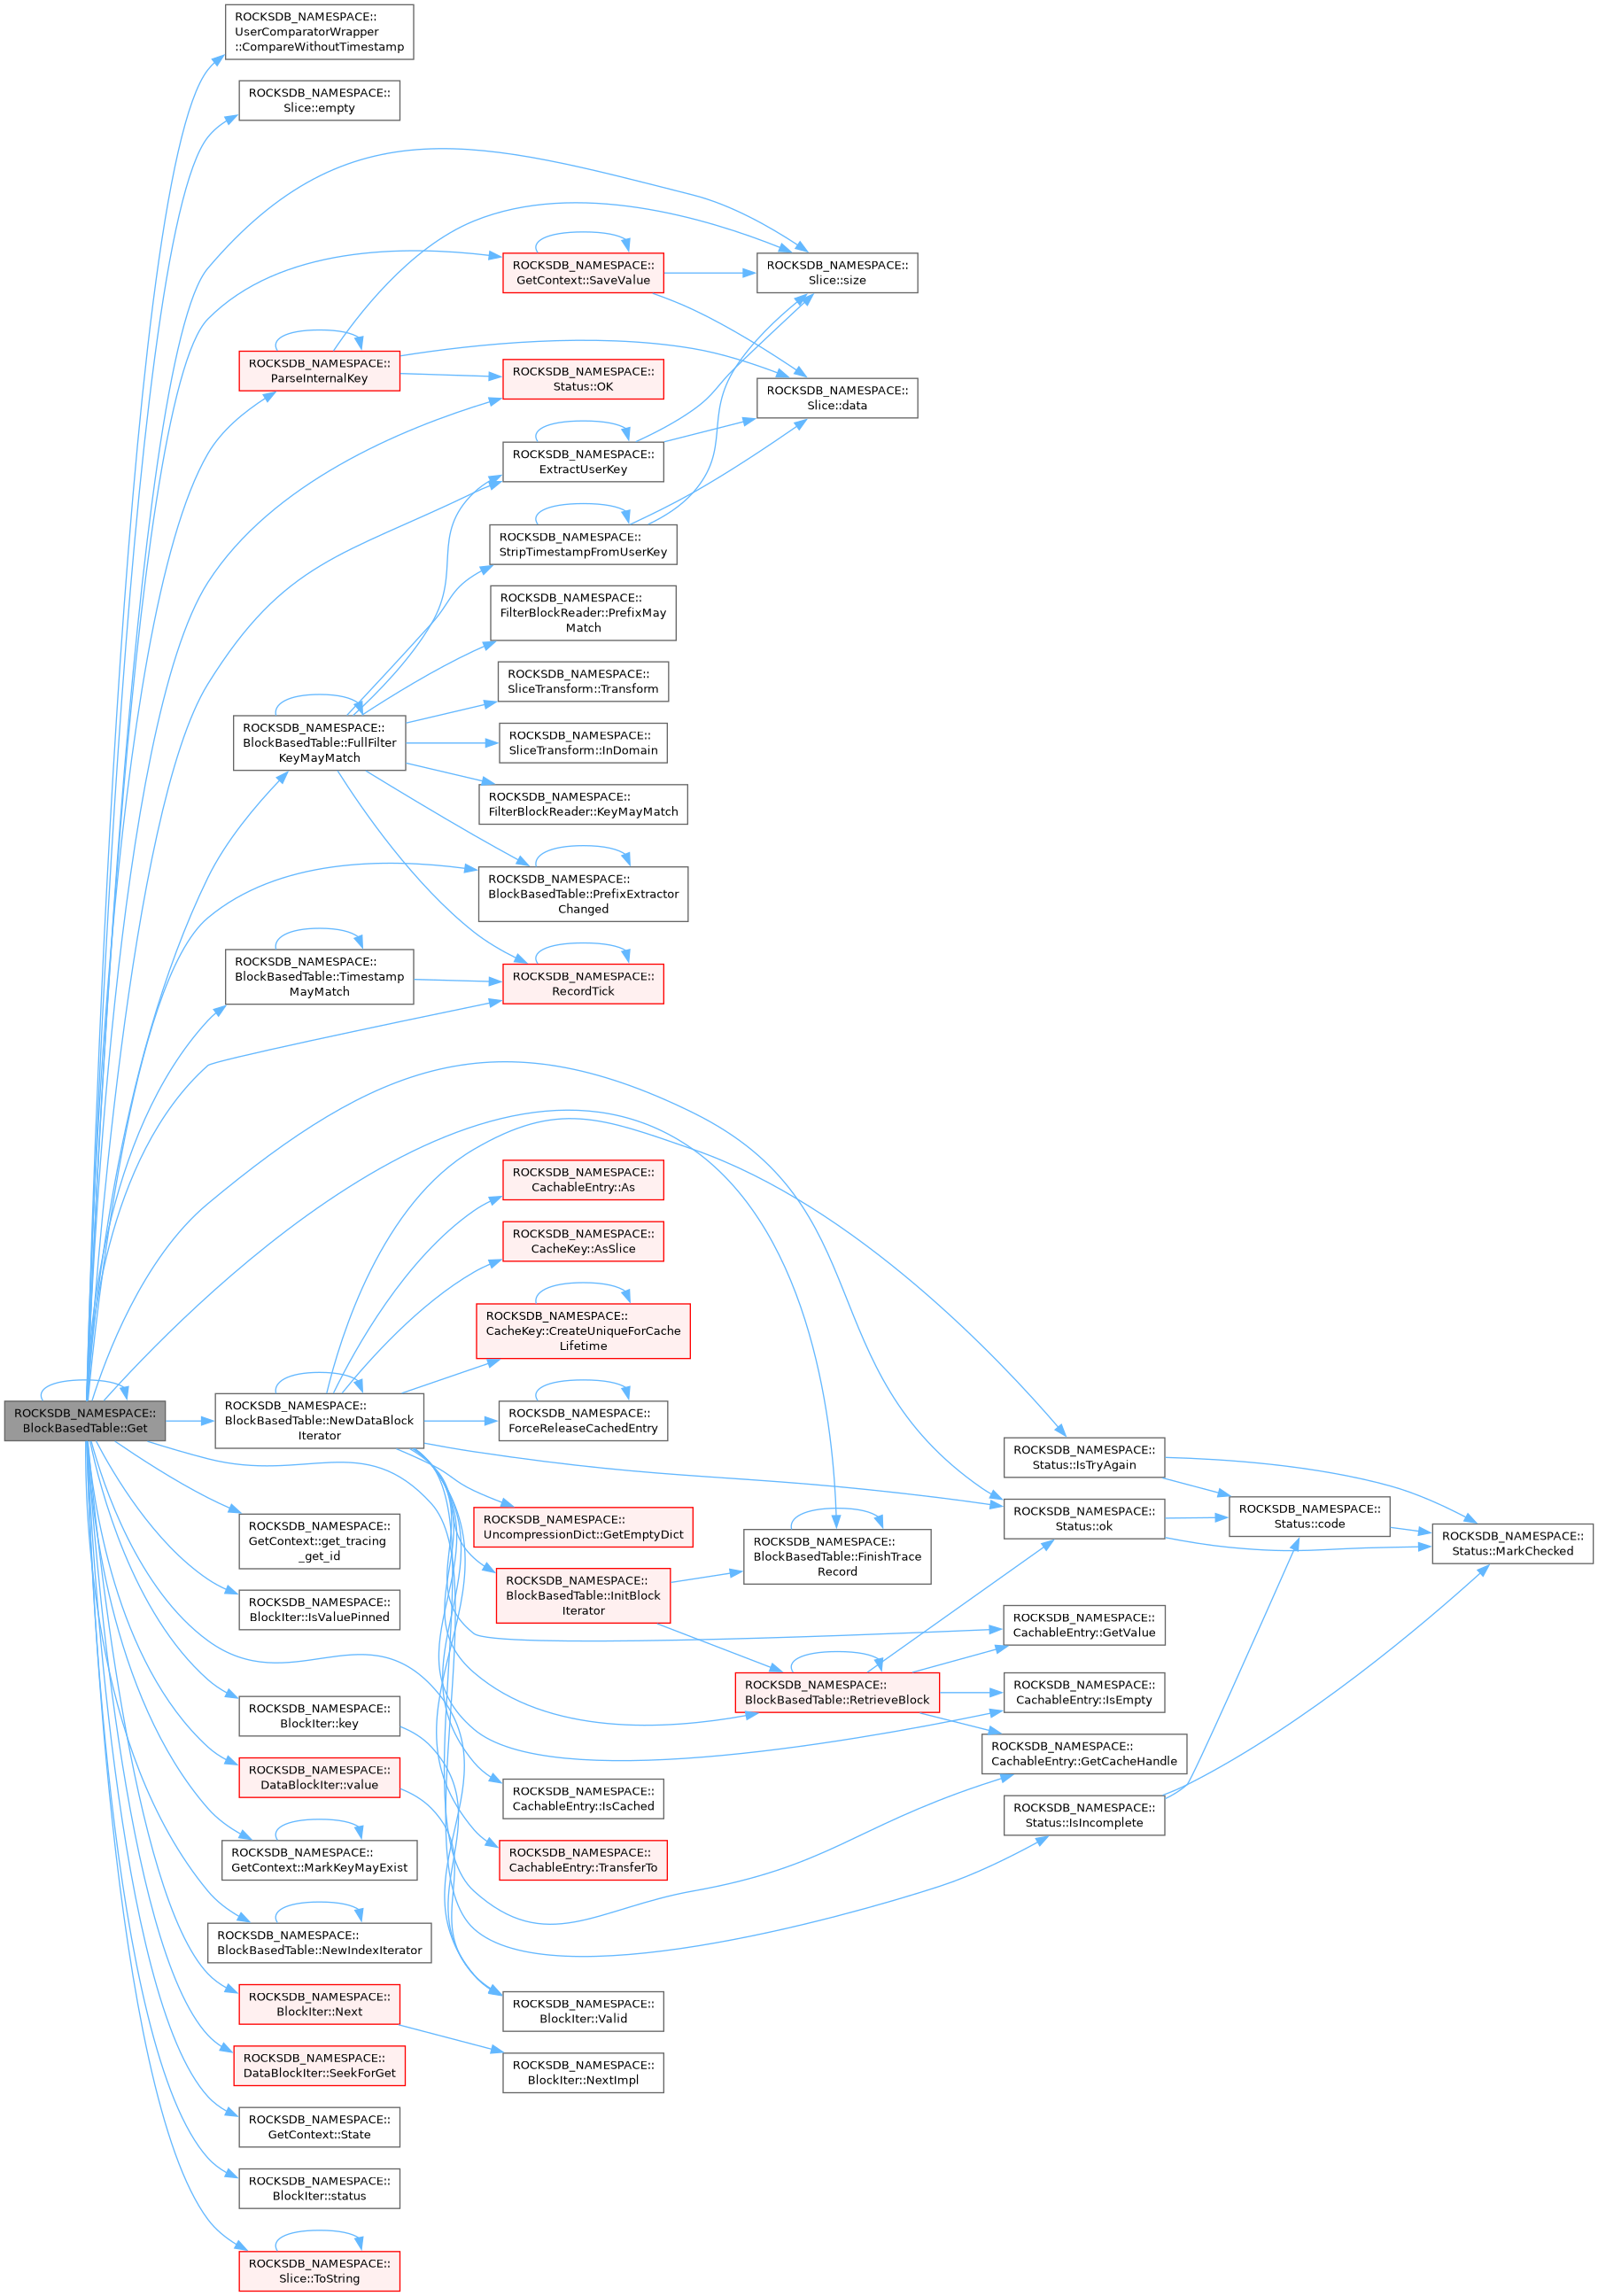 ROCKSDB_NAMESPACE::
UserComparatorWrapper
::CompareWithoutTimestamp
ROCKSDB_NAMESPACE::
Slice::empty
ROCKSDB_NAMESPACE::
GetContext::SaveValue
ROCKSDB_NAMESPACE::
Slice::size
ROCKSDB_NAMESPACE::
ParseInternalKey
ROCKSDB_NAMESPACE::
Status::OK
ROCKSDB_NAMESPACE::
Slice::data
ROCKSDB_NAMESPACE::
ExtractUserKey
ROCKSDB_NAMESPACE::
StripTimestampFromUserKey
ROCKSDB_NAMESPACE::
FilterBlockReader::PrefixMay
Match
ROCKSDB_NAMESPACE::
SliceTransform::Transform
ROCKSDB_NAMESPACE::
BlockBasedTable::FullFilter
KeyMayMatch
ROCKSDB_NAMESPACE::
SliceTransform::InDomain
ROCKSDB_NAMESPACE::
FilterBlockReader::KeyMayMatch
ROCKSDB_NAMESPACE::
BlockBasedTable::PrefixExtractor
Changed
ROCKSDB_NAMESPACE::
BlockBasedTable::Timestamp
MayMatch
ROCKSDB_NAMESPACE::
RecordTick
ROCKSDB_NAMESPACE::
CachableEntry::As
ROCKSDB_NAMESPACE::
CacheKey::AsSlice
ROCKSDB_NAMESPACE::
CacheKey::CreateUniqueForCache
Lifetime
ROCKSDB_NAMESPACE::
BlockBasedTable::Get
ROCKSDB_NAMESPACE::
BlockBasedTable::NewDataBlock
Iterator
ROCKSDB_NAMESPACE::
ForceReleaseCachedEntry
ROCKSDB_NAMESPACE::
Status::IsTryAgain
ROCKSDB_NAMESPACE::
UncompressionDict::GetEmptyDict
ROCKSDB_NAMESPACE::
Status::ok
ROCKSDB_NAMESPACE::
Status::code
ROCKSDB_NAMESPACE::
Status::MarkChecked
ROCKSDB_NAMESPACE::
GetContext::get_tracing
_get_id
ROCKSDB_NAMESPACE::
BlockBasedTable::FinishTrace
Record
ROCKSDB_NAMESPACE::
BlockBasedTable::InitBlock
Iterator
ROCKSDB_NAMESPACE::
BlockIter::IsValuePinned
ROCKSDB_NAMESPACE::
CachableEntry::GetValue
ROCKSDB_NAMESPACE::
BlockBasedTable::RetrieveBlock
ROCKSDB_NAMESPACE::
CachableEntry::IsEmpty
ROCKSDB_NAMESPACE::
BlockIter::key
ROCKSDB_NAMESPACE::
CachableEntry::GetCacheHandle
ROCKSDB_NAMESPACE::
DataBlockIter::value
ROCKSDB_NAMESPACE::
CachableEntry::IsCached
ROCKSDB_NAMESPACE::
Status::IsIncomplete
ROCKSDB_NAMESPACE::
GetContext::MarkKeyMayExist
ROCKSDB_NAMESPACE::
CachableEntry::TransferTo
ROCKSDB_NAMESPACE::
BlockBasedTable::NewIndexIterator
ROCKSDB_NAMESPACE::
BlockIter::Next
ROCKSDB_NAMESPACE::
BlockIter::Valid
ROCKSDB_NAMESPACE::
DataBlockIter::SeekForGet
ROCKSDB_NAMESPACE::
BlockIter::NextImpl
ROCKSDB_NAMESPACE::
GetContext::State
ROCKSDB_NAMESPACE::
BlockIter::status
ROCKSDB_NAMESPACE::
Slice::ToString